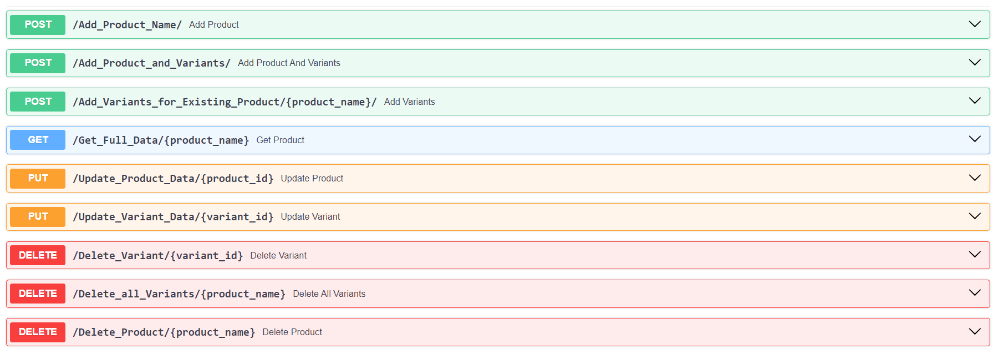 POST /Add_Product_Name/ Add Product
POST /Add_Product_and_Variants/ Add Product And Variants
POST /Add_Variants_for_Existing_Product/{product_name}/ Add Variants
GET /Get_Full_Data/{product_name} Get Product
PUT /Update_Product_Data/{product_id} Update Product
PUT /Update_Variant_Data/{variant_id} Update Variant
DELETE /Delete_Variant/{variant_id} Delete Variant
DELETE /Delete_all_Variants/{product_name} Delete All Variants
DELETE /Delete_Product/{product_name} Delete Product